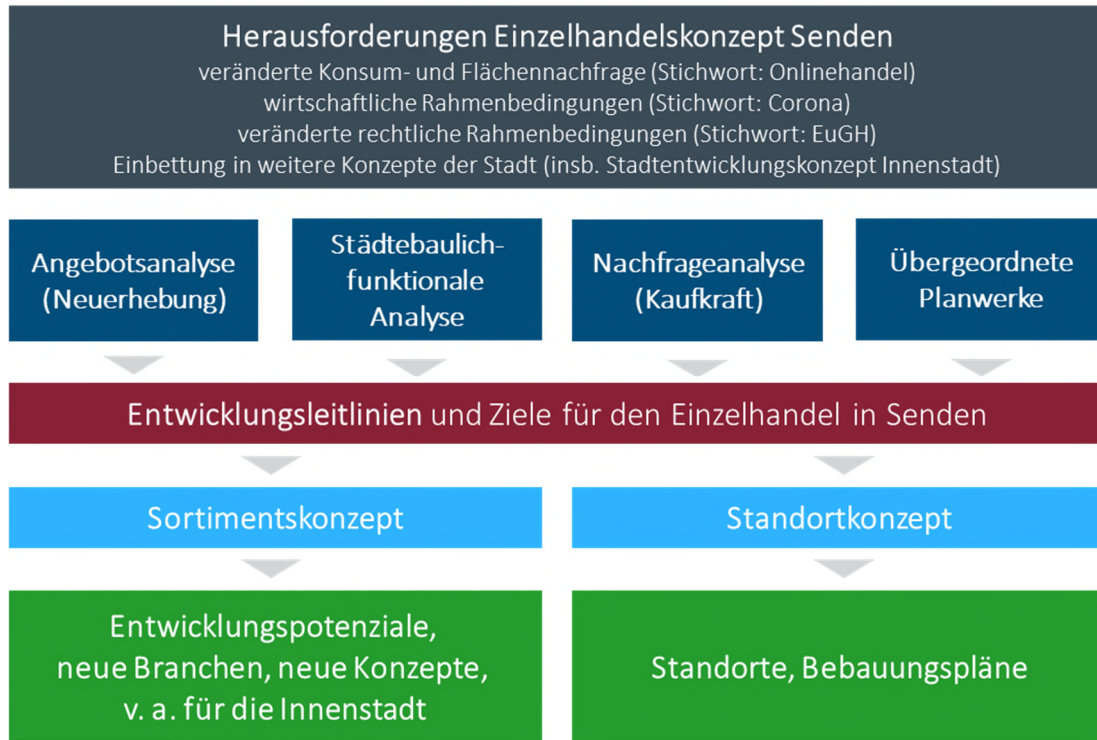 Herausforderungen Einzelhandelskonzept Senden
veränderte Konsum- und Flächennachfrage (Stichwort: Onlinehandel)
wirtschaftliche Rahmenbedingungen (Stichwort: Corona)
veränderte rechtliche Rahmenbedingungen (Stichwort: EuGH)
Einbettung in weitere Konzepte der Stadt (insb. Stadtentwicklungskonzept Innenstadt)
Angebotsanalyse
(Neuerhebung)
Städtebaulich-
funktionale
Analyse
Nachfrageanalyse
(Kaufkraft)
Übergeordnete
Planwerke
Entwicklungsleitlinien und Ziele für den Einzelhandel in Senden
Sortimentskonzept
Standortkonzept
Entwicklungspotenziale,
neue Branchen, neue Konzepte,
v. a. für die Innenstadt
Standorte, Bebauungspläne